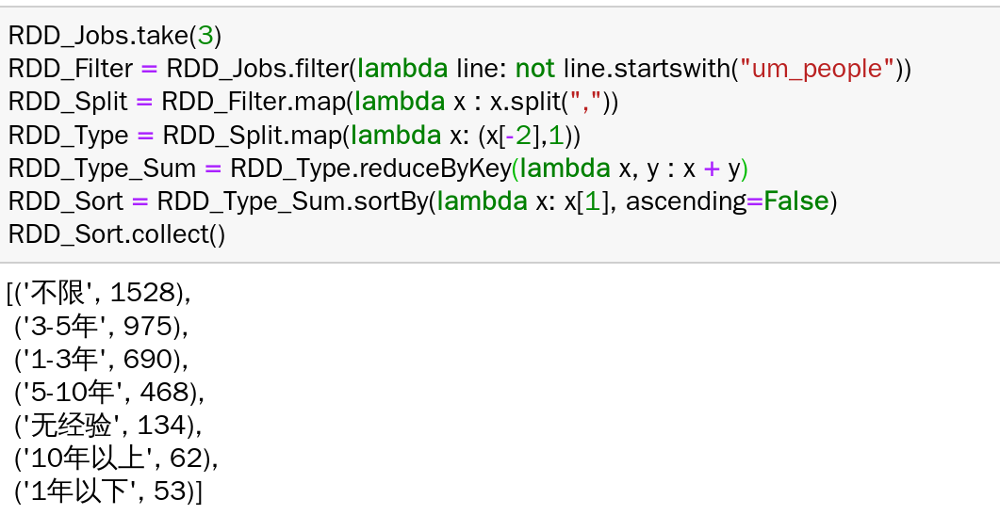 RDD_Jobs.take(3)
RDD_Filter = RDD_Jobs.filter(lambda line: not line.startswith("um_people"))
RDD_Split = RDD_Filter.map(lambda x : x.split(","))
RDD_Type = RDD_Split.map(lambda x: (x[-2],1))
RDD_Type_Sum = RDD_Type.reduceByKey(lambda x, y : x + y)
RDD_Sort = RDD_Type_Sum.sortBy(lambda x: x[1], ascending=False)
RDD_Sort.collect()
[('不限', 1528),
('3-5年', 975),
('1-3年', 690),
('5-10年', 468),
('无经验', 134),
('10年以上', 62),
('1年以下', 53)]